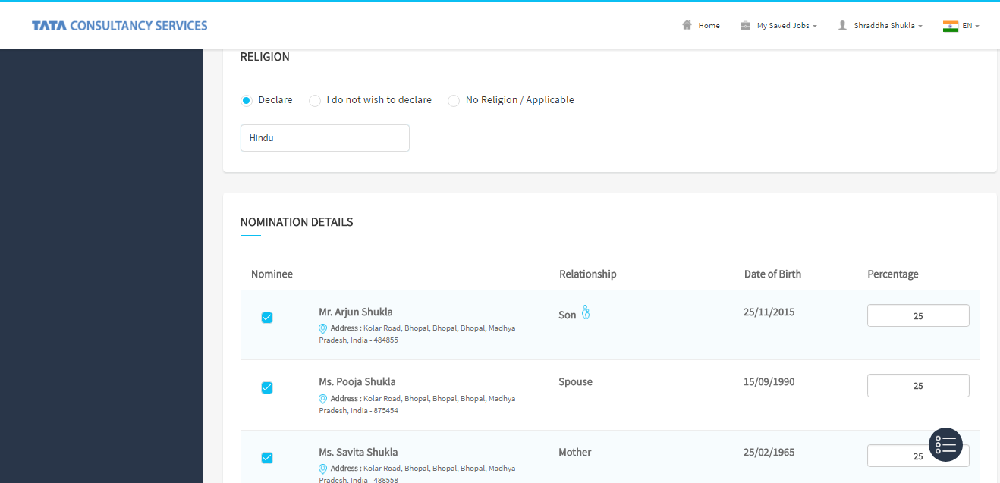 TATA CONSULTANCY SERVICES
Home My Saved Jobs Shraddha Shukla EN
RELIGION
Declare I do not wish to declare No Religion / Applicable
Hindu
NOMINATION DETAILS
Nominee Relationship Date of Birth Percentage
Mr. Arjun Shukla Son 25/11/2015 25
Address : Kolar Road, Bhopal, Bhopal, Bhopal, Madhya
Pradesh, India - 484855
Ms. Pooja Shukla Spouse 15/09/1990 25
Address : Kolar Road, Bhopal, Bhopal, Bhopal, Madhya
Pradesh, India - 875454
Ms. Savita Shukla Mother 25/02/1965 25
Address : Kolar Road, Bhopal, Bhopal, Bhopal, Madhya
Pradesh, India - 488558